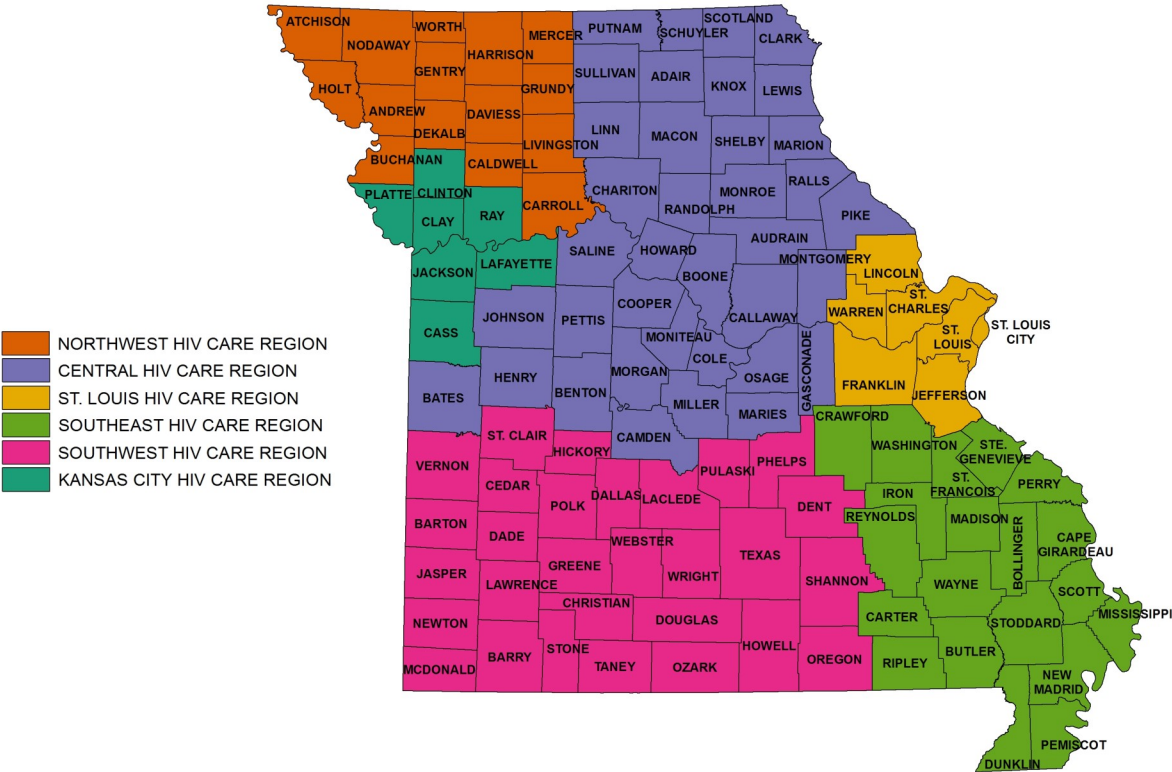 ATCHISON
NODAWAY
WORTH
HARRISON
MERCER
PUTNAM
SCHUYLER
SCOTLAND
CLARK
HOLT
GENTRY
GRUNDY
SULLIVAN
ADAIR
KNOX
LEWIS
ANDREW
DEKALB
DAVIESS
LIVINGSTON
LINN
MACON
SHELBY
MARION
BUCHANAN
CALDWELL
PLATTE
CLINTON
CARROLL
CHARITON
RANDOLPH
MONROE
RALLS
PIKE
CLAY
RAY
JACKSON
LAFAYETTE
SALINE
HOWARD
BOONE
AUDRAIN
MONTGOMERY
LINCOLN
CASS
JOHNSON
PETTIS
COOPER
MONITEAU
CALLAWAY
WARREN
ST.
CHARLES
ST.
LOUIS
ST. LOUIS
CITY
NORTHWEST HIV CARE REGION
CENTRAL HIV CARE REGION
ST. LOUIS HIV CARE REGION
SOUTHEAST HIV CARE REGION
SOUTHWEST HIV CARE REGION
KANSAS CITY HIV CARE REGION
BATES
HENRY
BENTON
MORGAN
COLE
MILLER
OSAGE
MARIES
GASCONADE
FRANKLIN
JEFFERSON
CAMDEN
CRAWFORD
WASHINGTON
STE.
GENEVIEVE
ST.
FRANCOIS
PERRY
VERNON
ST. CLAIR
HICKORY
CEDAR
POLK
DALLAS
LACLEDE
PULASKI
PHELPS
DENT
IRON
REYNOLDS
MADISON
BOLLINGER
CAPE
GIRARDEAU
BARTON
DADE
GREENE
WEBSTER
WRIGHT
TEXAS
SHANNON
WAYNE
SCOTT
MISSISSIPPI
JASPER
LAWRENCE
CHRISTIAN
DOUGLAS
CARTER
STODDARD
NEWTON
MCDONALD
BARRY
STONE
TANEY
OZARK
HOWELL
OREGON
RIPLEY
BUTLER
NEW
MADRID
PEMISCOT
DUNKLIN